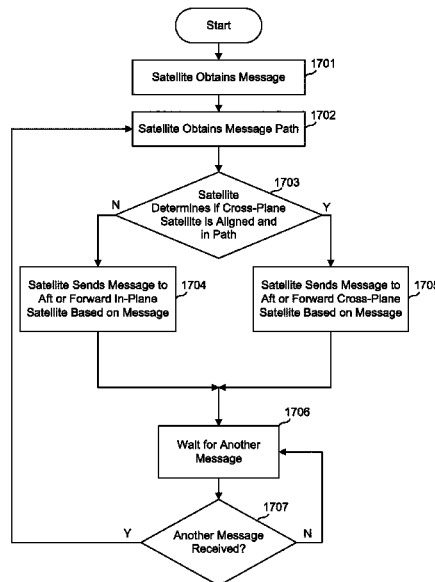 Start
1701
Satellite Obtains Message
1702
Satellite Obtains Message Path
1703
N
Satellite
Y
Determines if Cross-Plane
Satellite is Aligned and
in Path
Satellite Sends Message to
Aft or Forward In-Plane
Satellite Based on Message
1704
Satellite Sends Message to
Aft or Forward Cross-Plane
Satellite Based on Message
1705
1706
Wait for Another
Message
1707
Y
Another Message
Received?
N